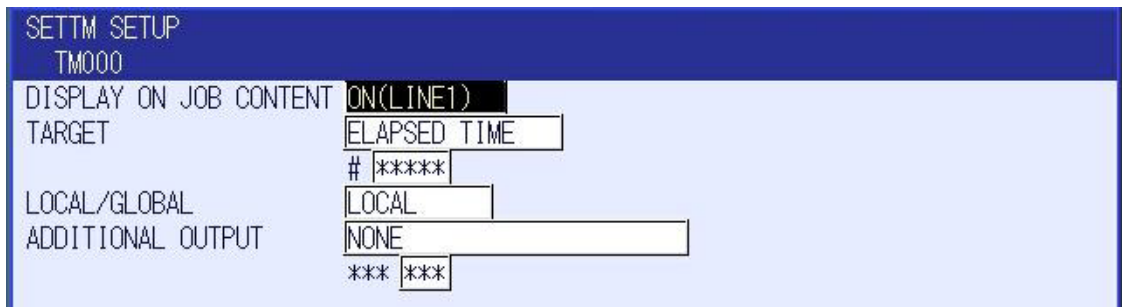 SETTM SETUP
TM000
DISPLAY ON JOB CONTENT ON(LINE1)
TARGET ELAPSED TIME
# *****
LOCAL/GLOBAL LOCAL
ADDITIONAL OUTPUT NONE
*** ***